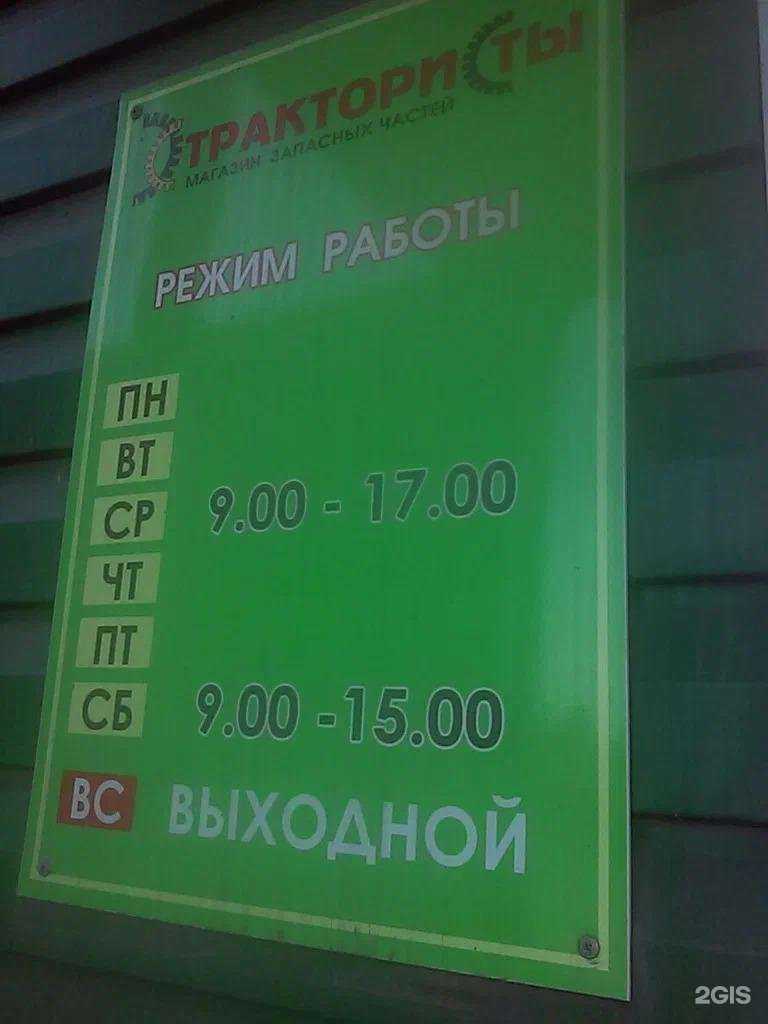 ТРАКТОРИСТЫ
МАГАЗИН ЗАПАСНЫХ ЧАСТЕЙ
РЕЖИМ РАБОТЫ
ПН
ВТ
СР 9.00 - 17.00
ЧТ
ПТ
СБ 9.00 -15.00
ВС ВЫХОДНОЙ
2GIS